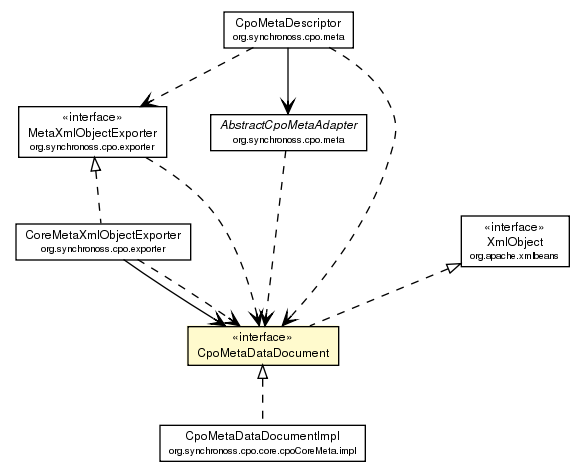 CpoMetaDescriptor
org.synchronoss.cpo.meta
«interface»
MetaXmlObjectExporter
org.synchronoss.cpo.exporter
AbstractCpoMetaAdapter
org.synchronoss.cpo.meta
CoreMetaXmlObjectExporter
org.synchronoss.cpo.exporter
«interface»
XmlObject
org.apache.xmlbeans
«interface»
CpoMetaDataDocument
CpoMetaDataDocumentImpl
org.synchronoss.cpo.core.cpoCoreMeta.impl